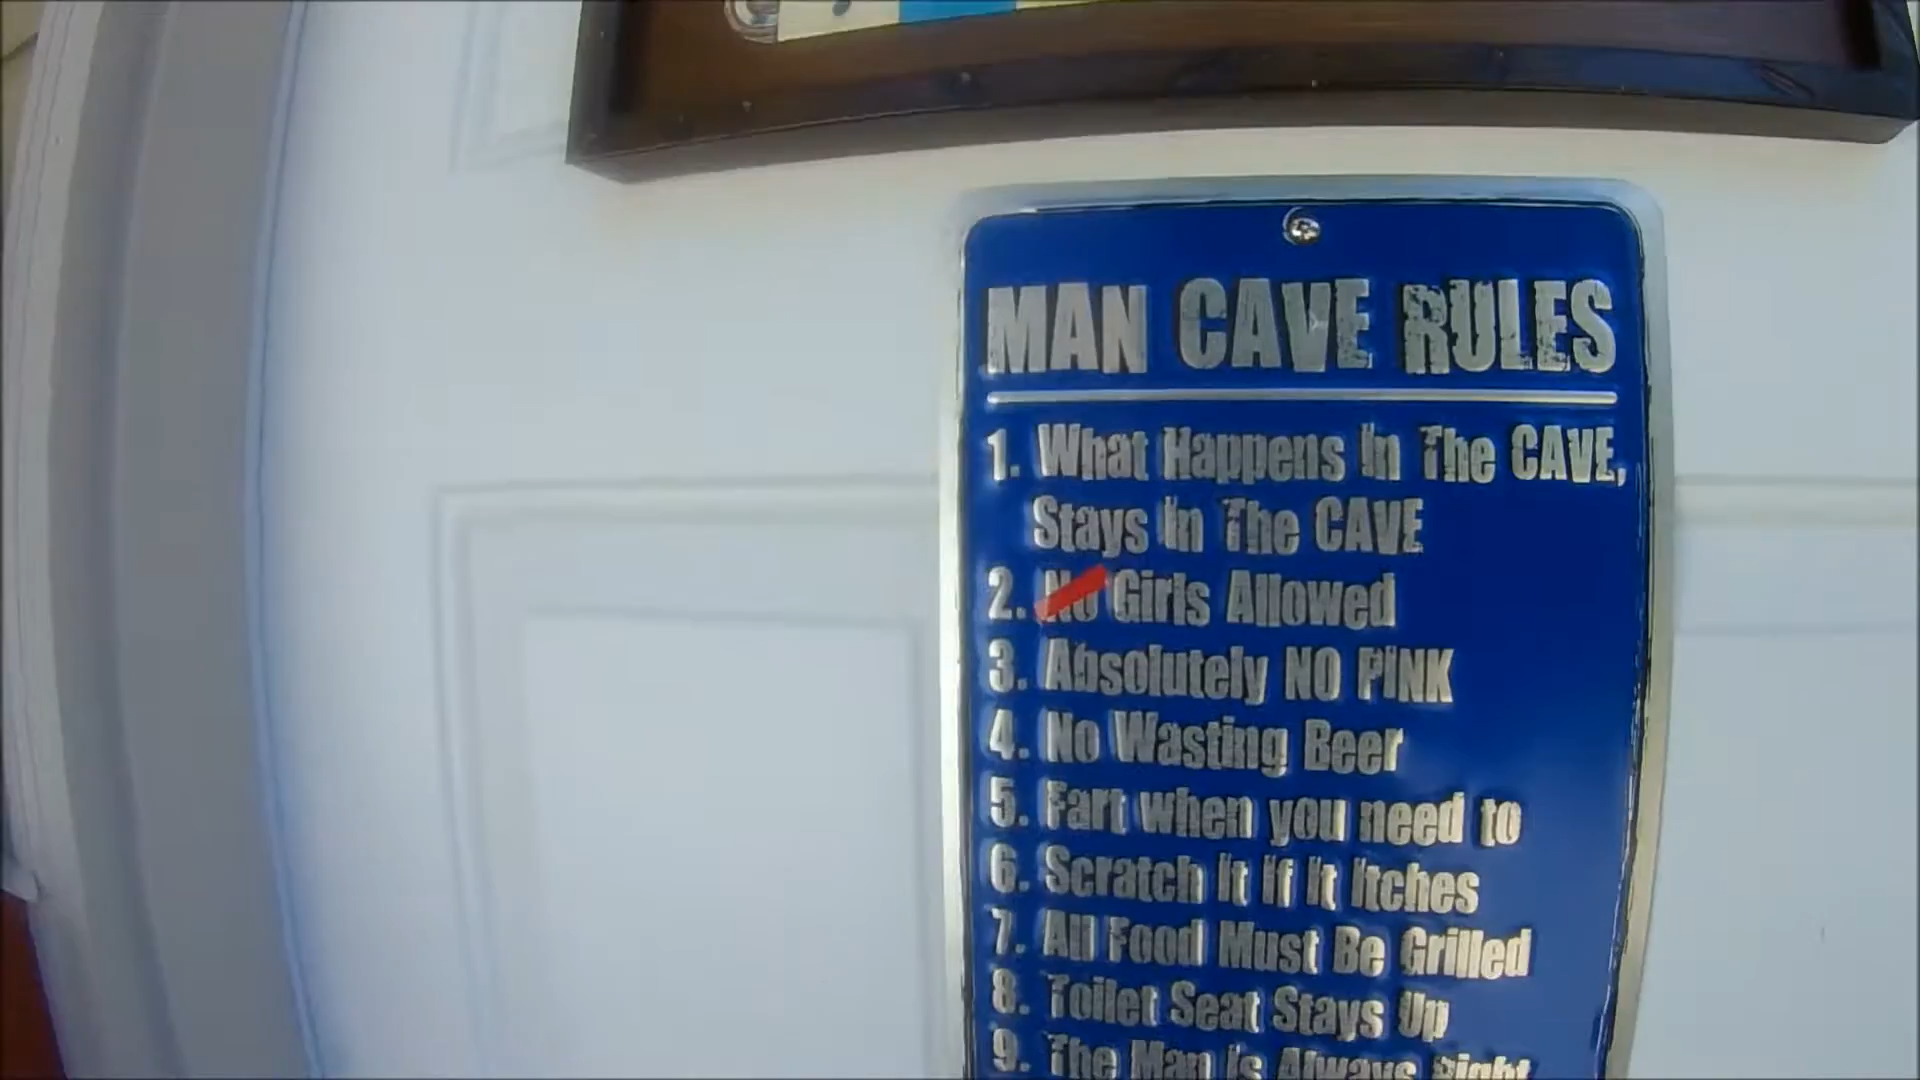 MAN CAVE RULES
1. What Happens In The CAVE,
Stays In The CAVE
2. No Girls Allowed
3. Absolutely NO PINK
4. No Wasting Beer
5. Fart when you need to
6. Scratch It If It Itches
7. All Food Must Be Grilled
8. Toilet Seat Stays Up
9. The Man Is Always Right